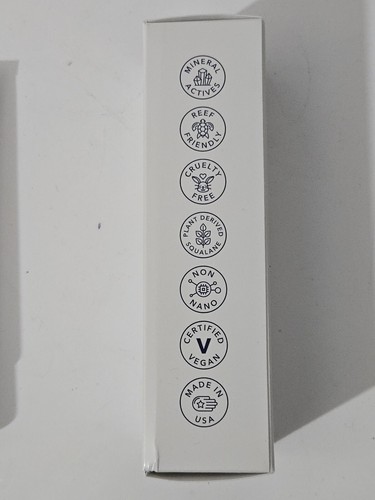 MINERAL
ACTIVES
REEF
FRIENDLY
CRUELTY
FREE
PLANT DERIVED
SQUALANE
NON
NANO
CERTIFIED
V
VEGAN
MADE IN
USA